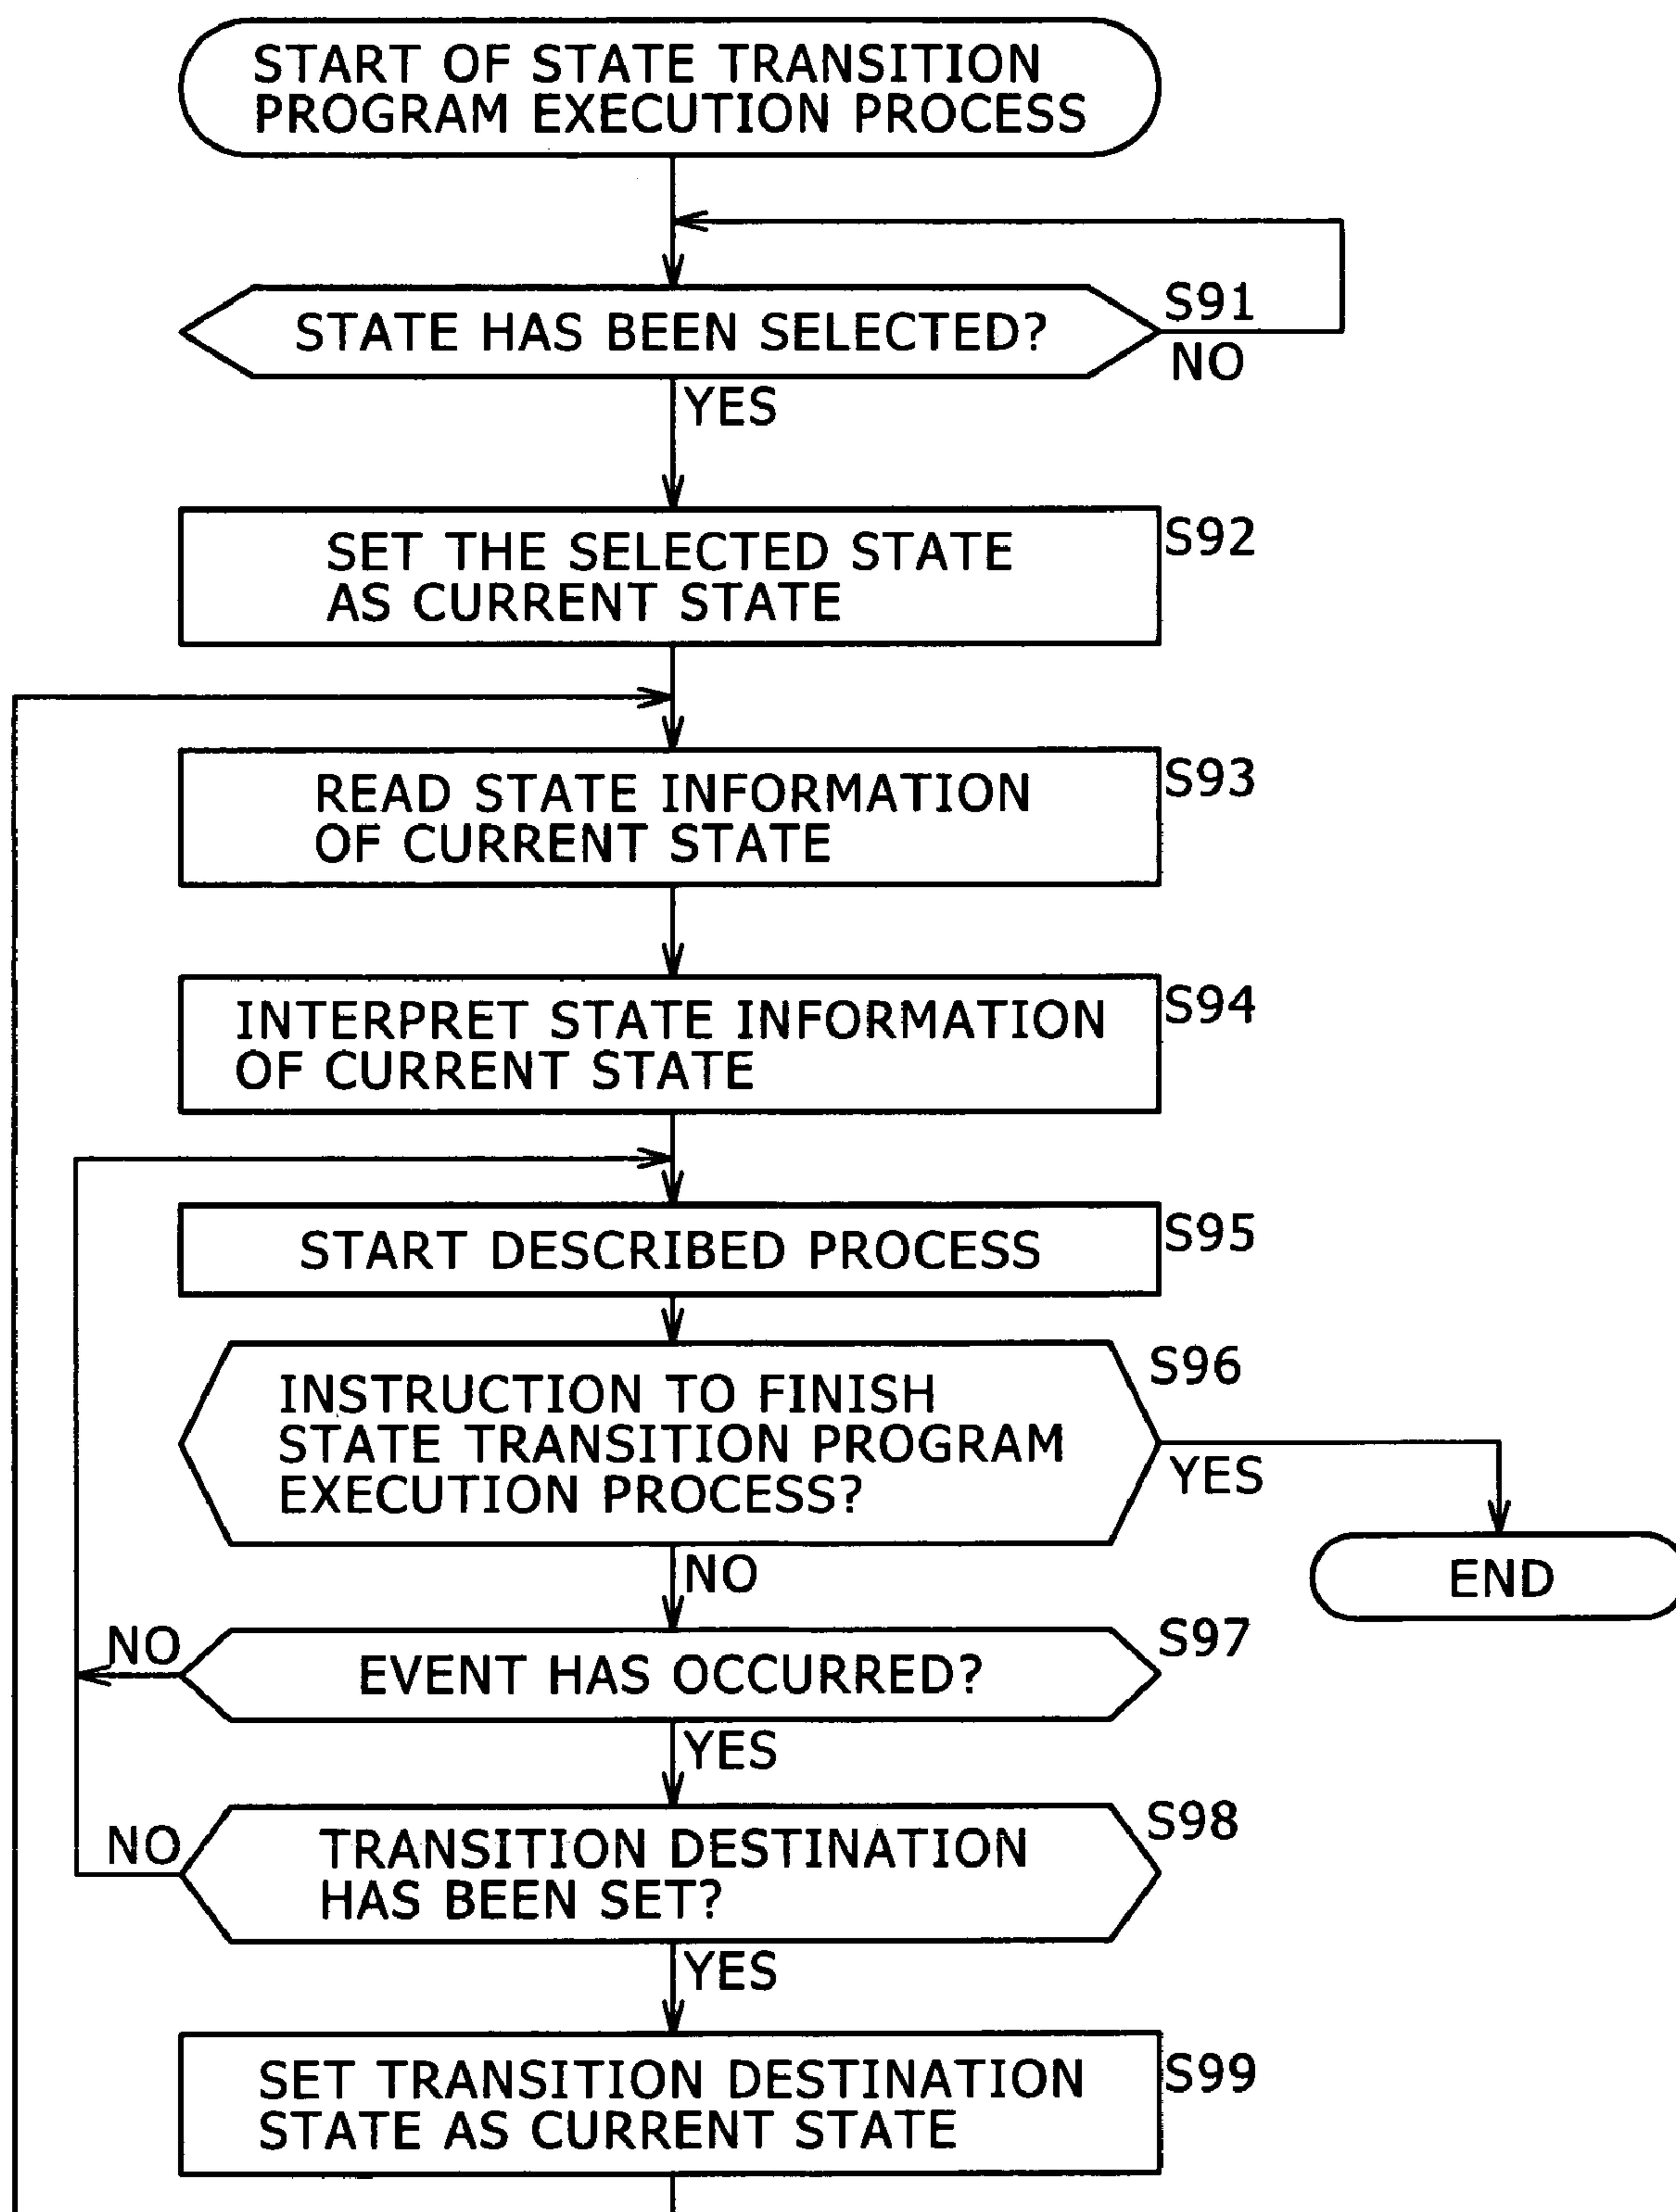 START OF STATE TRANSITION
PROGRAM EXECUTION PROCESS
STATE HAS BEEN SELECTED?
S91
NO
YES
SET THE SELECTED STATE
AS CURRENT STATE
S92
READ STATE INFORMATION
OF CURRENT STATE
S93
INTERPRET STATE INFORMATION
OF CURRENT STATE
S94
START DESCRIBED PROCESS
S95
INSTRUCTION TO FINISH
STATE TRANSITION PROGRAM
EXECUTION PROCESS?
S96
YES
NO
END
EVENT HAS OCCURRED?
S97
NO
YES
TRANSITION DESTINATION
HAS BEEN SET?
S98
NO
YES
SET TRANSITION DESTINATION
STATE AS CURRENT STATE
S99